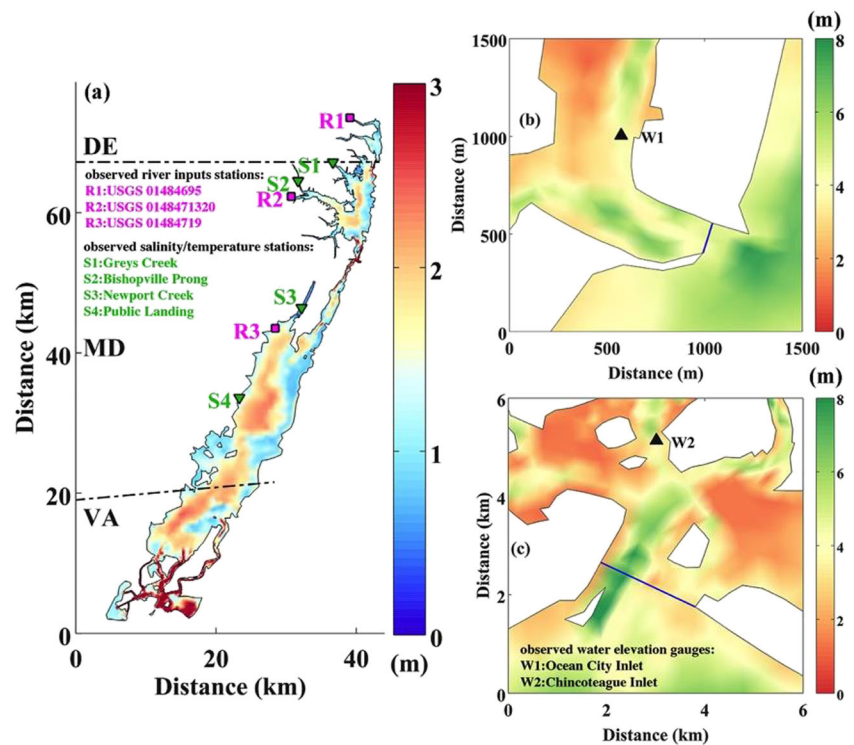 (a)
3
2
1
0
(m)
R1
DE
S1
S2
R2
observed river inputs stations:
R1:USGS 01484695
R2:USGS 0148471320
R3:USGS 01484719
observed salinity/temperature stations:
S1:Greys Creek
S2:Bishopville Prong
S3:Newport Creek
S4:Public Landing
S3
R3
MD
S4
VA
60
40
20
0
Distance (km)
0
20
40
Distance (km)
(m)
1500
1000
500
0
Distance (m)
(b)
W1
0
500
1000
1500
Distance (m)
8
6
4
2
0
(m)
6
4
2
0
Distance (km)
W2
(c)
observed water elevation gauges:
W1:Ocean City Inlet
W2:Chincoteague Inlet
0
2
4
6
Distance (km)
8
6
4
2
0